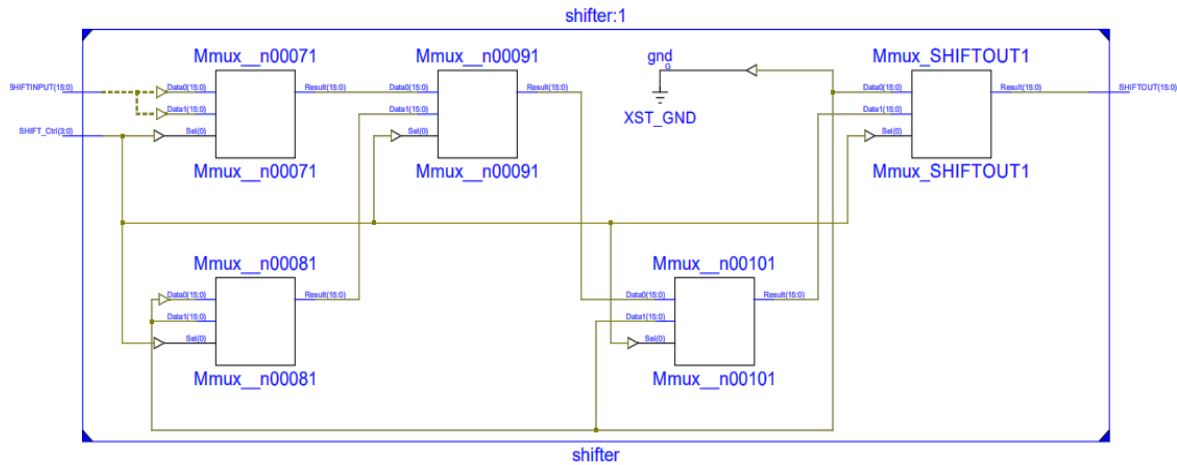 shifter:1
Mmux__n00071
Mmux__n00091
gnd
Mmux_SHIFTOUT1
G
SHIFTINPUT(15:0)
Data0(15:0)
Result(15:0)
Data0(15:0)
Result(15:0)
Data0(15:0)
Result(15:0)
SHIFTOUT(15:0)
Data1(15:0)
Data1(15:0)
XST_GND
Data1(15:0)
SHIFT_Ctrl(3:0)
Sel(0)
Sel(0)
Sel(0)
Mmux__n00071
Mmux__n00091
Mmux_SHIFTOUT1
Mmux__n00081
Mmux__n00101
Data0(15:0)
Result(15:0)
Data0(15:0)
Result(15:0)
Data1(15:0)
Data1(15:0)
Sel(0)
Sel(0)
Mmux__n00081
Mmux__n00101
shifter